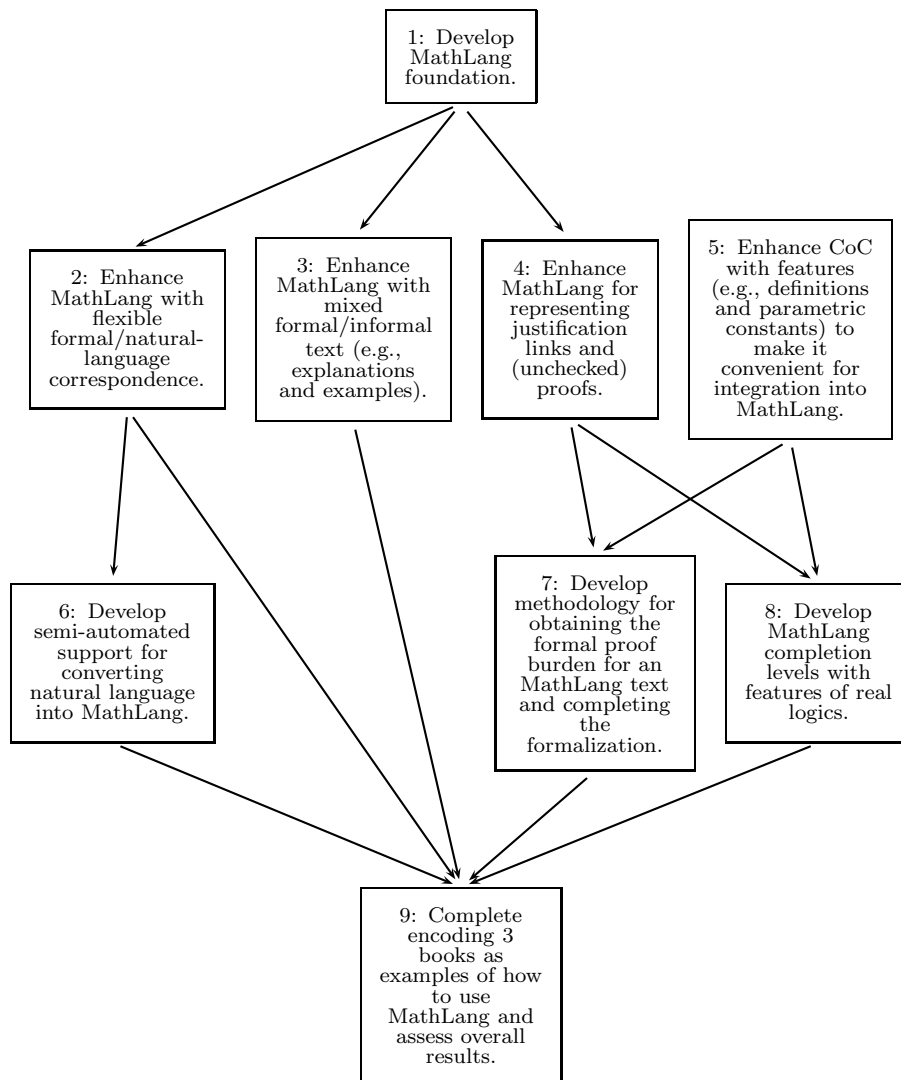 1: Develop
MathLang
foundation.
2: Enhance
MathLang with
flexible
formal/natural-
language
correspondence.
3: Enhance
MathLang with
mixed
formal/informal
text (e.g.,
explanations
and examples).
4: Enhance
MathLang for
representing
justification
links and
(unchecked)
proofs.
5: Enhance CoC
with features
(e.g., definitions
and parametric
constants) to
make it
convenient for
integration into
MathLang.
6: Develop
semi-automated
support for
converting
natural language
into MathLang.
7: Develop
methodology for
obtaining the
formal proof
burden for an
MathLang text
and completing
the
formalization.
8: Develop
MathLang
completion
levels with
features of real
logics.
9: Complete
encoding 3
books as
examples of how
to use
MathLang and
assess overall
results.